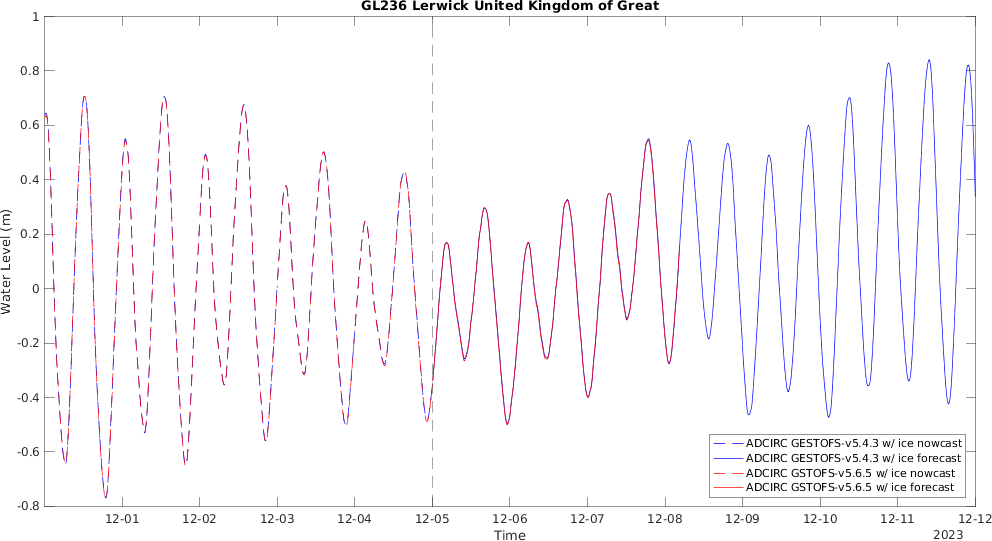 GL236 Lerwick United Kingdom of Great
1
0.8
0.6
0.4
0.2
0
-0.2
-0.4
-0.6
-0.8
Water Level (m)
12-01 12-02 12-03 12-04 12-05 12-06 12-07 12-08 12-09 12-10 12-11 12-12
Time
2023
ADCIRC GESTOFS-v5.4.3 w/ ice nowcast
ADCIRC GESTOFS-v5.4.3 w/ ice forecast
ADCIRC GSTOFS-v5.6.5 w/ ice nowcast
ADCIRC GSTOFS-v5.6.5 w/ ice forecast